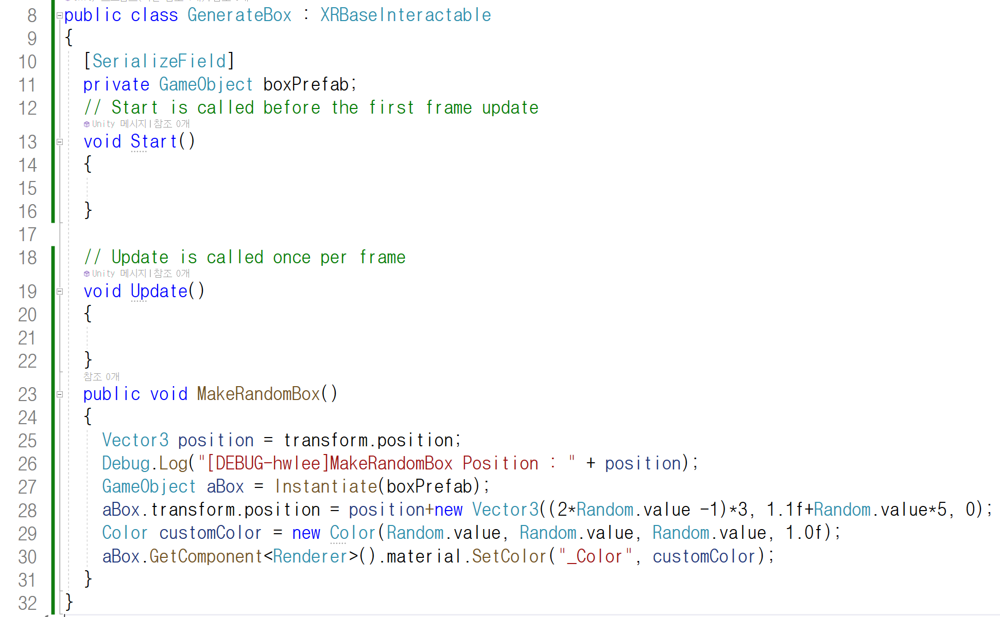 8 public class GenerateBox : XRBaseInteractable
9 {
10 [SerializeField]
11 private GameObject boxPrefab;
12 // Start is called before the first frame update
Unity 메시지 | 참조 0개
13 void Start()
14 {
15
16 }
17
18 // Update is called once per frame
Unity 메시지 | 참조 0개
19 void Update()
20 {
21
22 }
참조 0개
23 public void MakeRandomBox()
24 {
25 Vector3 position = transform.position;
26 Debug.Log("[DEBUG-hwlee]MakeRandomBox Position : " + position);
27 GameObject aBox = Instantiate(boxPrefab);
28 aBox.transform.position = position+new Vector3((2*Random.value -1)*3, 1.1f+Random.value*5, 0);
29 Color customColor = new Color(Random.value, Random.value, Random.value, 1.0f);
30 aBox.GetComponent<Renderer>().material.SetColor("_Color", customColor);
31 }
32 }